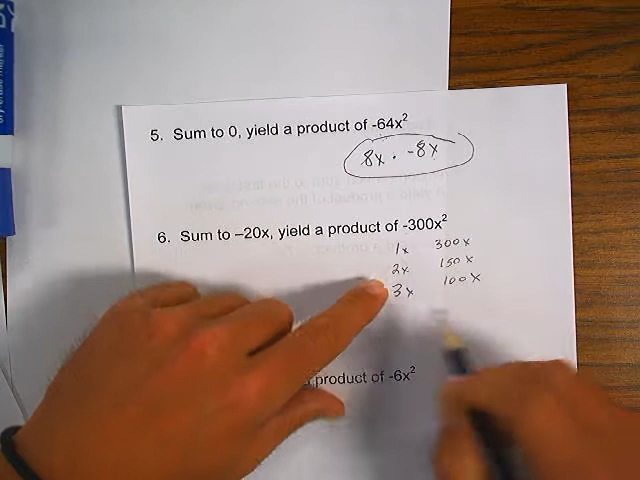 5. Sum to 0, yield a product of -64x²
8x · -8x
6. Sum to –20x, yield a product of -300x²
1x 300x
2x 150x
3x 100x
product of -6x²